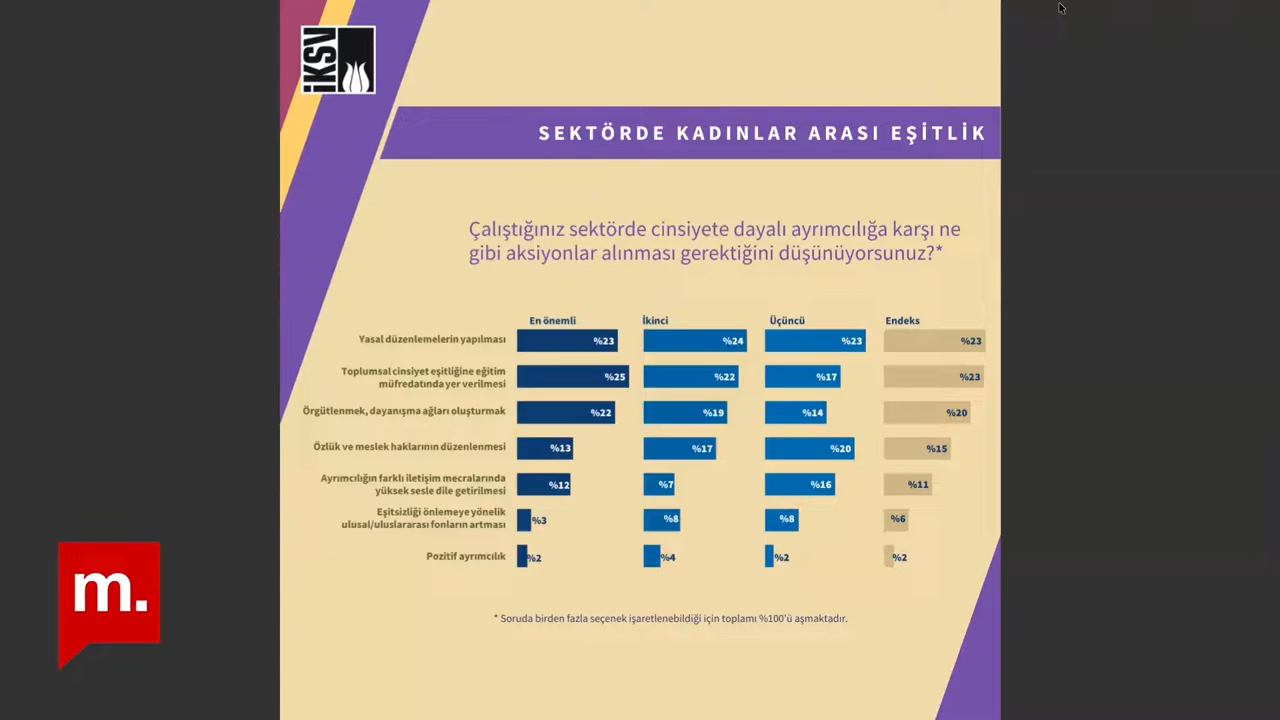 İKSV
SEKTÖRDE KADINLAR ARASI EŞİTLİK
Çalıştığınız sektörde cinsiyete dayalı ayrımcılığa karşı ne
gibi aksiyonlar alınması gerektiğini düşünüyorsunuz?*
En önemli İkinci Üçüncü Endeks
Yasal düzenlemelerin yapılması %23 %24 %23 %23
Toplumsal cinsiyet eşitliğine eğitim
müfredatında yer verilmesi %25 %22 %17 %23
Örgütlenmek, dayanışma ağları oluşturmak %22 %19 %14 %20
Özlük ve meslek haklarının düzenlenmesi %13 %17 %20 %15
Ayrımcılığın farklı iletişim mecralarında
yüksek sesle dile getirilmesi %12 %7 %16 %11
Eşitsizliği önlemeye yönelik
ulusal/uluslararası fonların artması %3 %8 %8 %6
Pozitif ayrımcılık %2 %4 %2 %2
* Soruda birden fazla seçenek işaretlenebildiği için toplamı %100'ü aşmaktadır.
m.